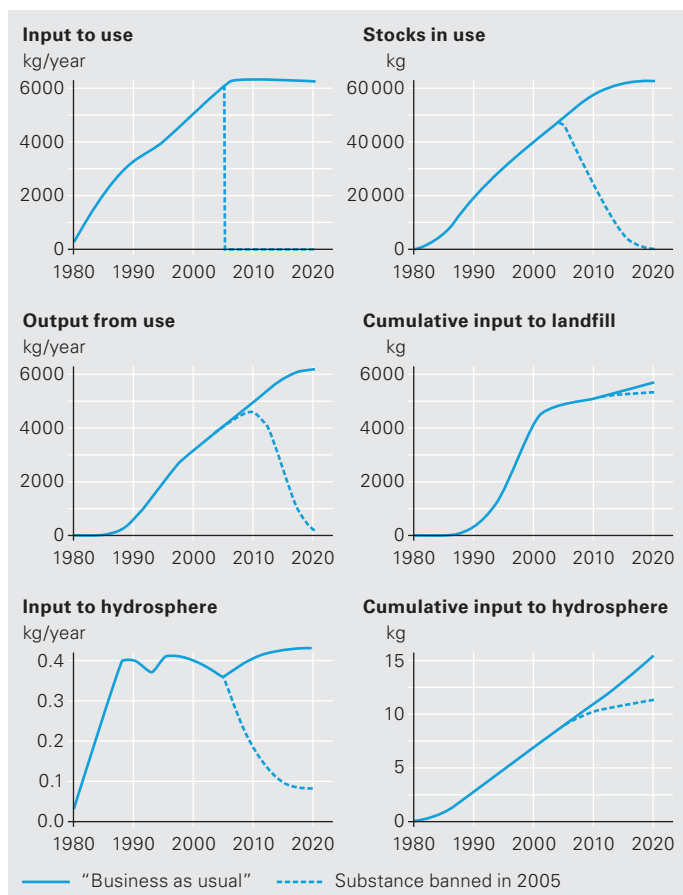 Input to use
kg/year
6000
4000
2000
0
1980 1990 2000 2010 2020
Stocks in use
kg
60 000
40 000
20 000
0
1980 1990 2000 2010 2020
Output from use
kg/year
6000
4000
2000
0
1980 1990 2000 2010 2020
Cumulative input to landfill
kg
6000
4000
2000
0
1980 1990 2000 2010 2020
Input to hydrosphere
kg/year
0.4
0.3
0.2
0.1
0.0
1980 1990 2000 2010 2020
Cumulative input to hydrosphere
kg
15
10
5
0
1980 1990 2000 2010 2020
“Business as usual” Substance banned in 2005